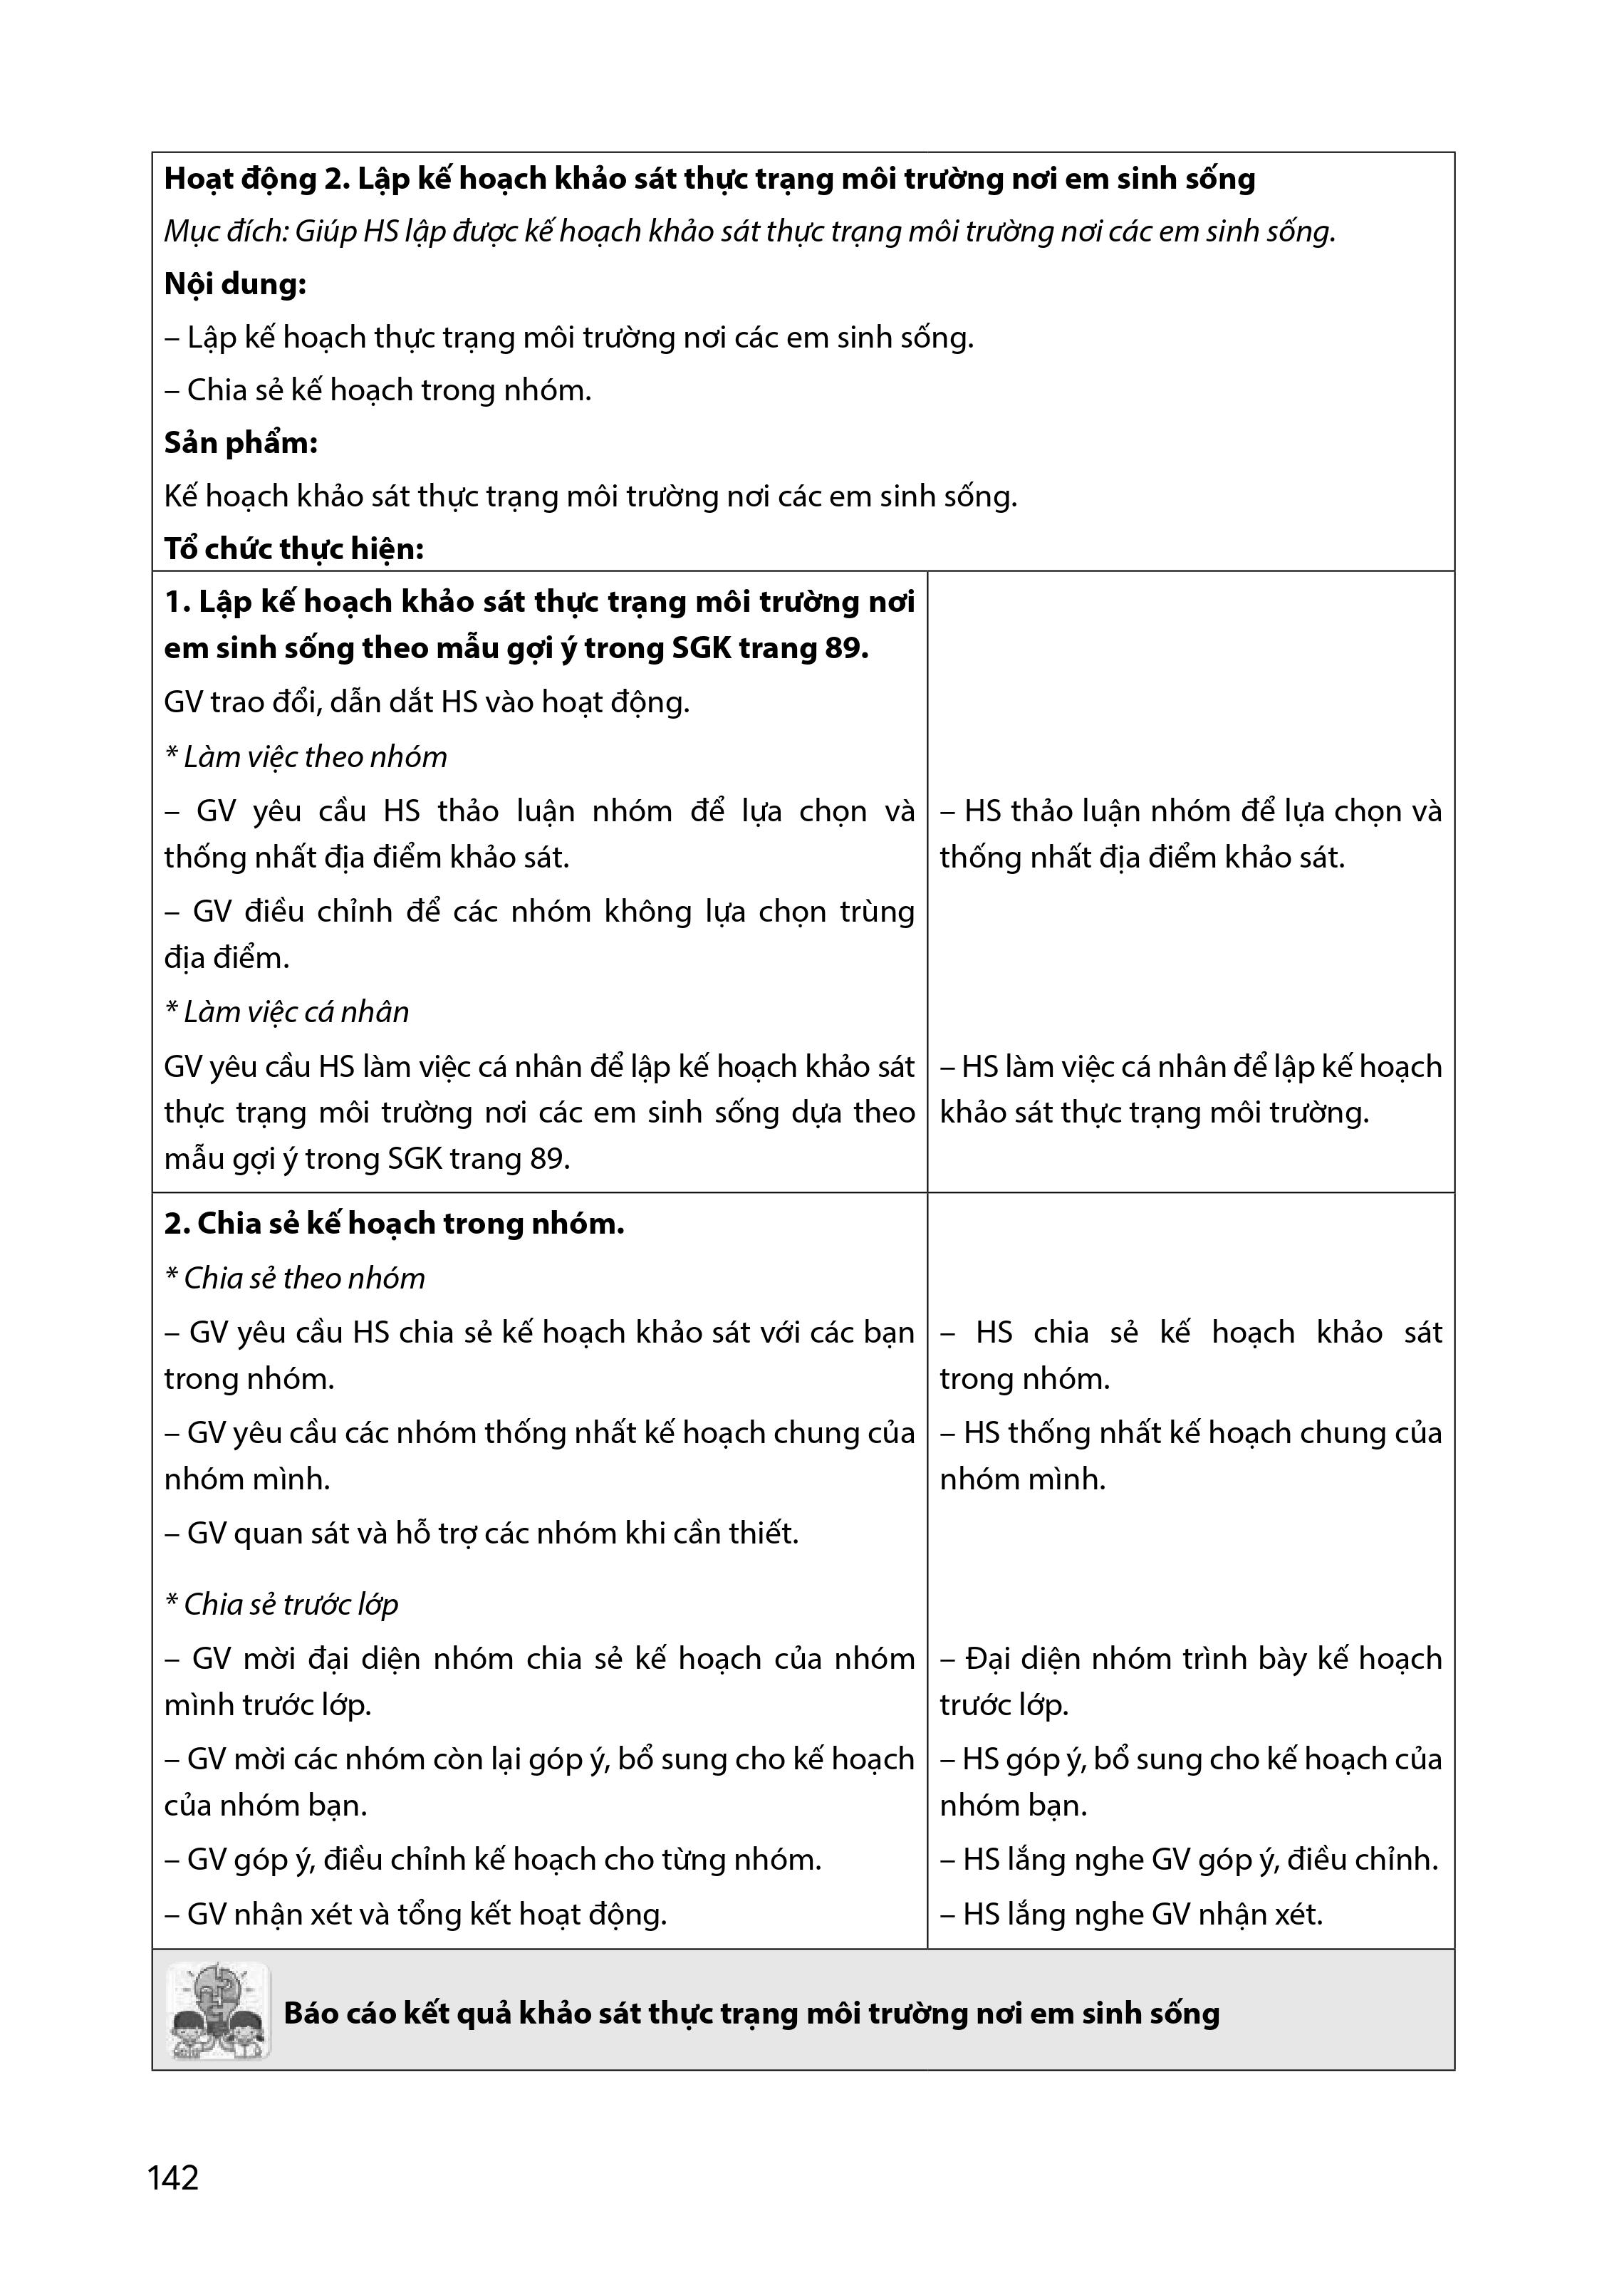 Hoạt động 2. Lập kế hoạch khảo sát thực trạng môi trường nơi em sinh sống
Mục đích: Giúp HS lập được kế hoạch khảo sát thực trạng môi trường nơi các em sinh sống.
Nội dung:
– Lập kế hoạch thực trạng môi trường nơi các em sinh sống.
– Chia sẻ kế hoạch trong nhóm.
Sản phẩm:
Kế hoạch khảo sát thực trạng môi trường nơi các em sinh sống.
Tổ chức thực hiện:
1. Lập kế hoạch khảo sát thực trạng môi trường nơi
em sinh sống theo mẫu gợi ý trong SGK trang 89.
GV trao đổi, dẫn dắt HS vào hoạt động.
* Làm việc theo nhóm
– GV yêu cầu HS thảo luận nhóm để lựa chọn và
thống nhất địa điểm khảo sát.
– GV điều chỉnh để các nhóm không lựa chọn trùng
địa điểm.
* Làm việc cá nhân
GV yêu cầu HS làm việc cá nhân để lập kế hoạch khảo sát
thực trạng môi trường nơi các em sinh sống dựa theo
mẫu gợi ý trong SGK trang 89.
– HS thảo luận nhóm để lựa chọn và
thống nhất địa điểm khảo sát.
– HS làm việc cá nhân để lập kế hoạch
khảo sát thực trạng môi trường.
2. Chia sẻ kế hoạch trong nhóm.
* Chia sẻ theo nhóm
– GV yêu cầu HS chia sẻ kế hoạch khảo sát với các bạn
trong nhóm.
– GV yêu cầu các nhóm thống nhất kế hoạch chung của
nhóm mình.
– GV quan sát và hỗ trợ các nhóm khi cần thiết.
* Chia sẻ trước lớp
– GV mời đại diện nhóm chia sẻ kế hoạch của nhóm
mình trước lớp.
– GV mời các nhóm còn lại góp ý, bổ sung cho kế hoạch
của nhóm bạn.
– GV góp ý, điều chỉnh kế hoạch cho từng nhóm.
– GV nhận xét và tổng kết hoạt động.
– HS chia sẻ kế hoạch khảo sát
trong nhóm.
– HS thống nhất kế hoạch chung của
nhóm mình.
– Đại diện nhóm trình bày kế hoạch
trước lớp.
– HS góp ý, bổ sung cho kế hoạch của
nhóm bạn.
– HS lắng nghe GV góp ý, điều chỉnh.
– HS lắng nghe GV nhận xét.
Báo cáo kết quả khảo sát thực trạng môi trường nơi em sinh sống
142